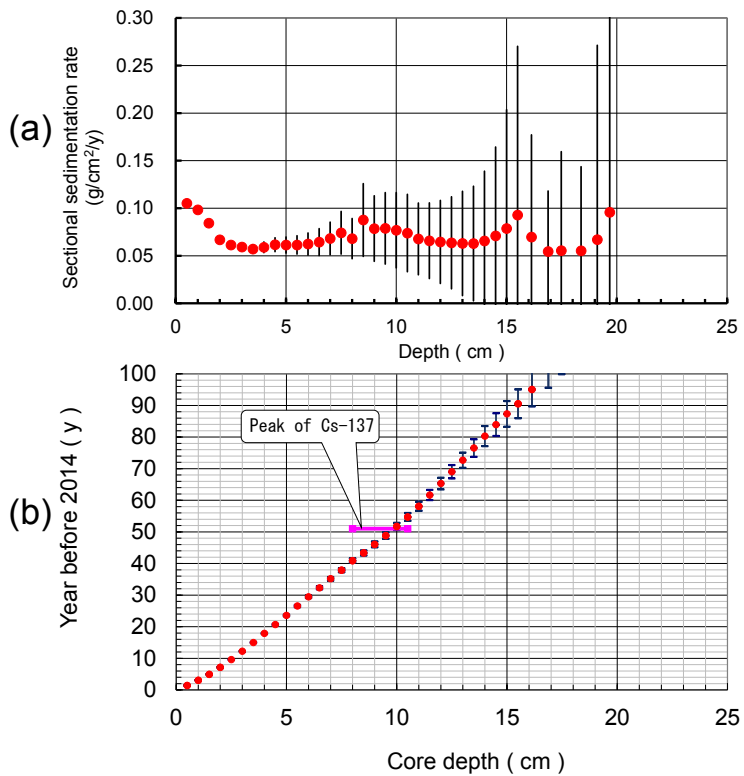 (a)
Sectional sedimentation rate
(g/cm2/y)
0.30
0.25
0.20
0.15
0.10
0.05
0.00
0 5 10 15 20 25
Depth ( cm )
(b)
Year before 2014 ( y )
100
90
80
70
60
50
40
30
20
10
0
Peak of Cs-137
0 5 10 15 20 25
Core depth ( cm )